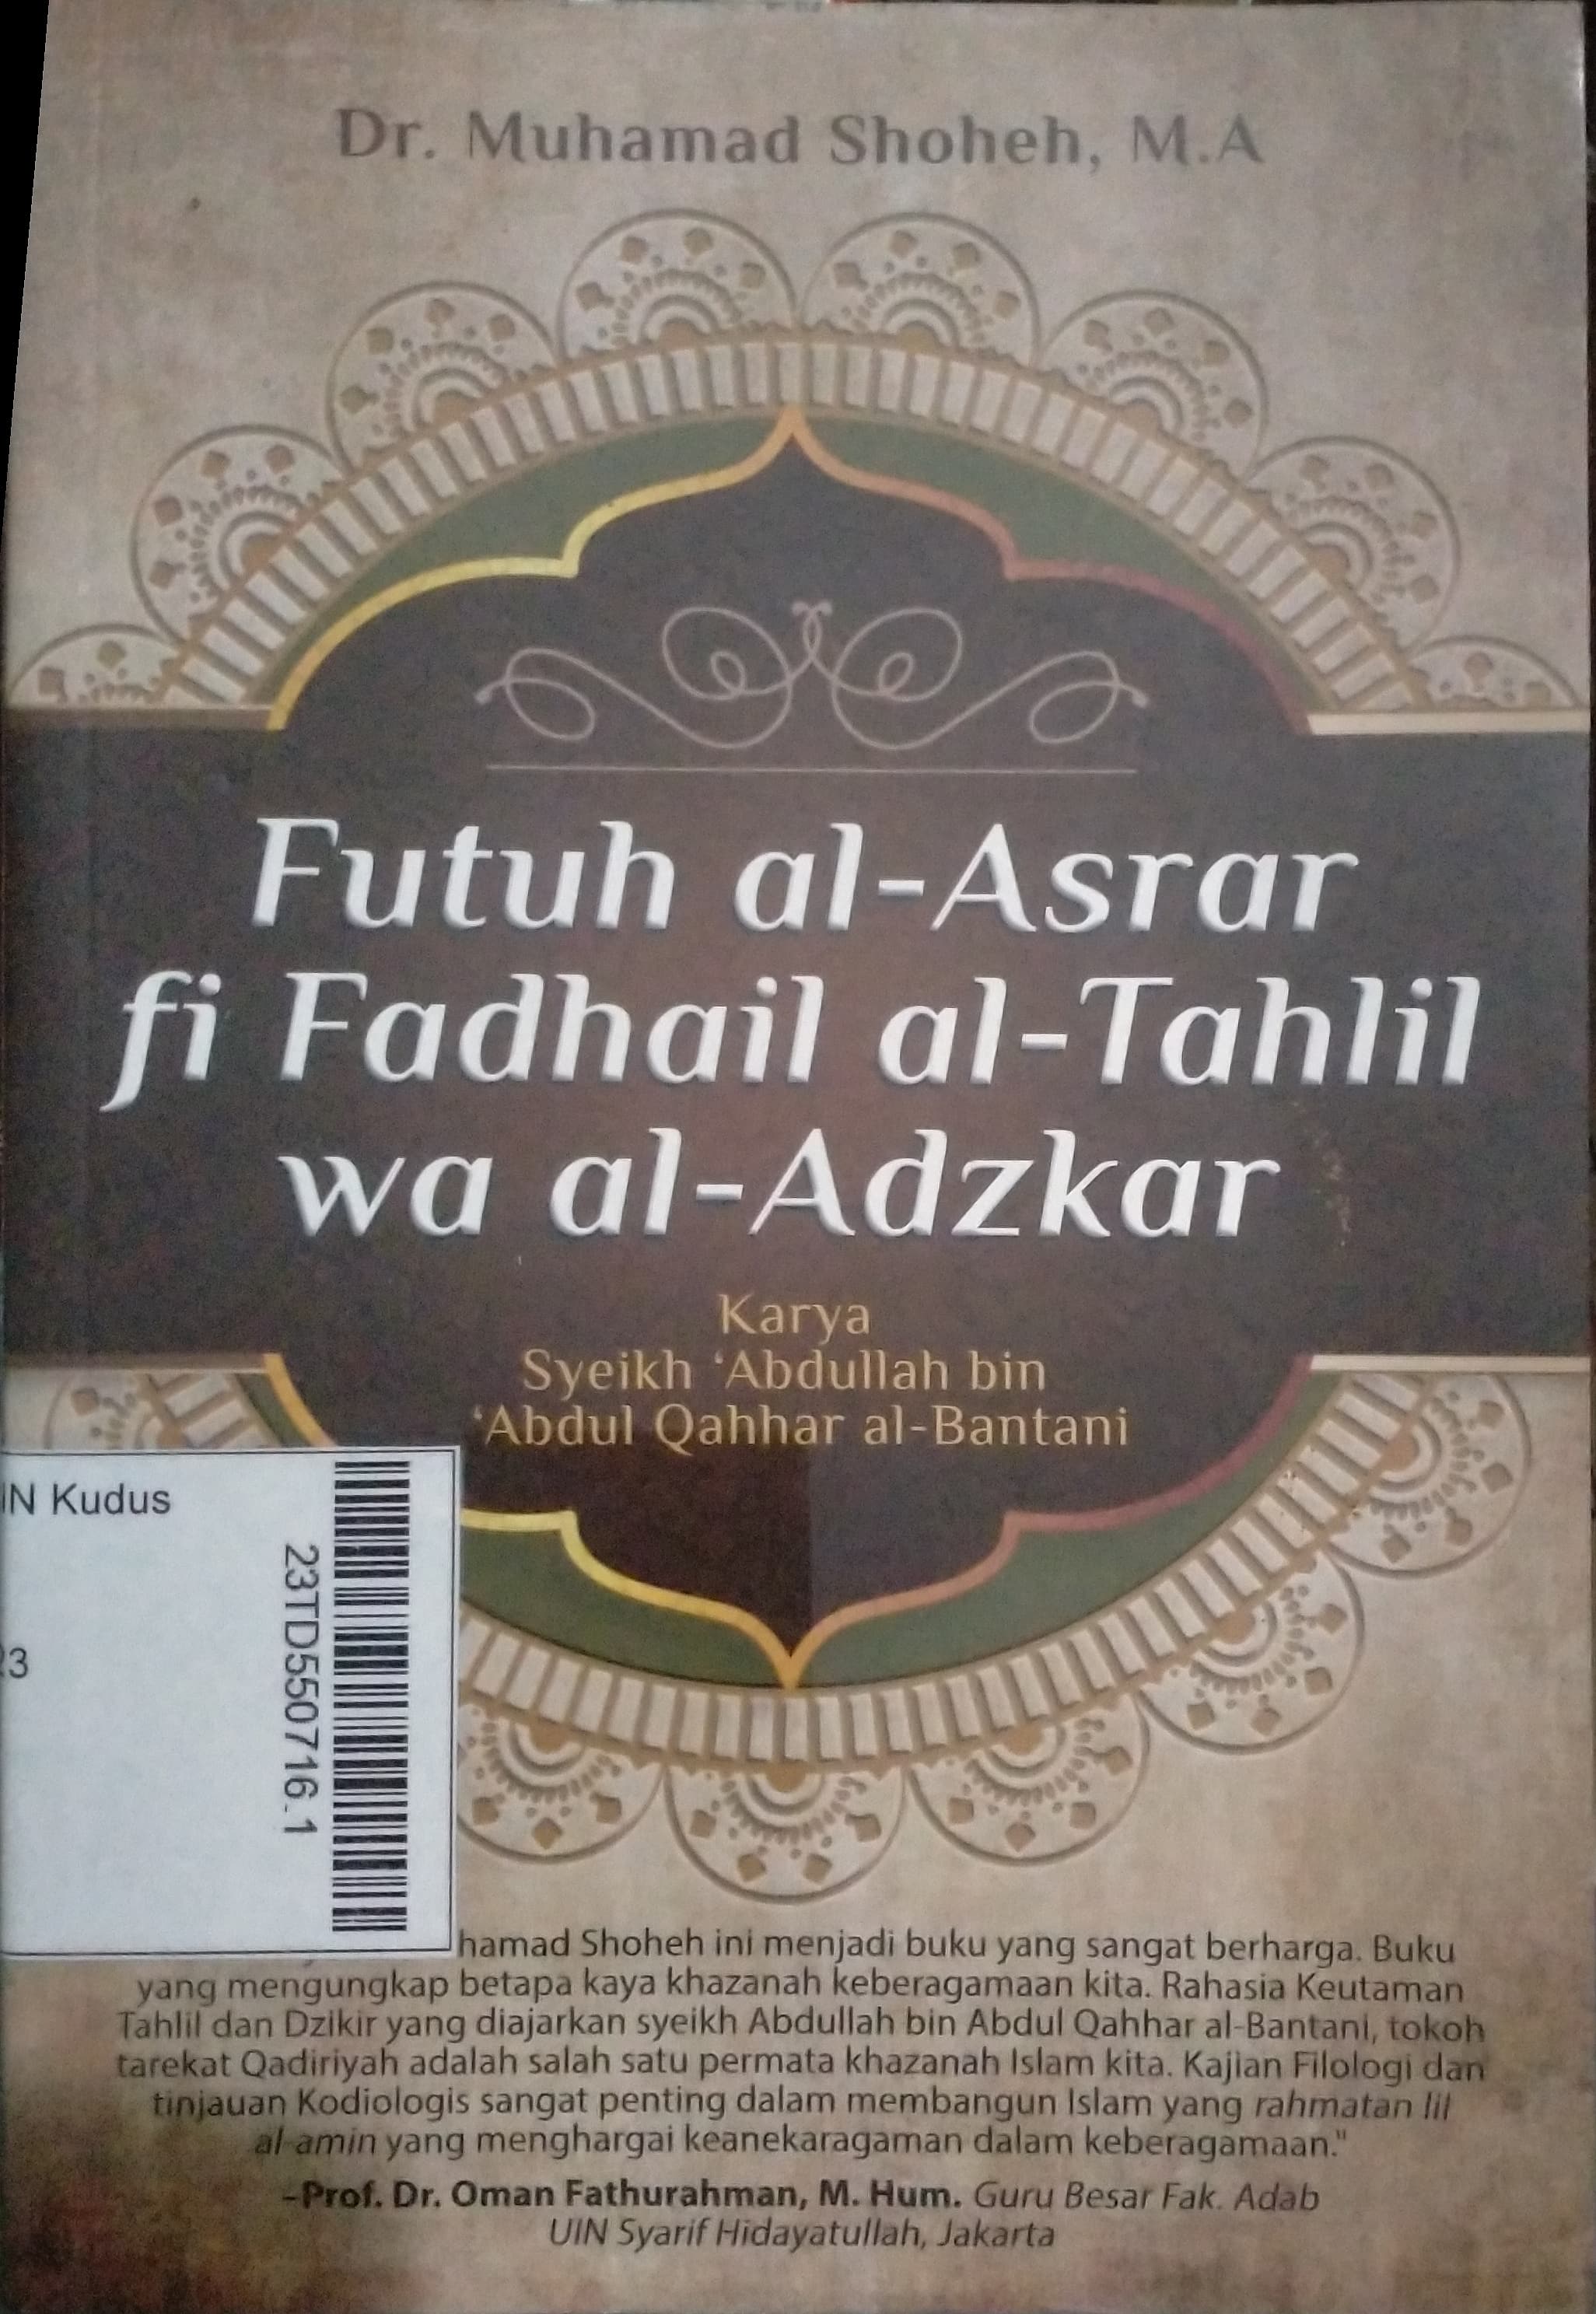 Dr. Muhamad Shoheh, M.A
Futuh al-Asrar
fi Fadhail al-Tahlil
wa al-Adzkar
Karya
Syeikh ‘Abdullah bin
‘Abdul Qahhar al-Bantani
IN Kudus
23TD550716.1
3
hamad Shoheh ini menjadi buku yang sangat berharga. Buku
yang mengungkap betapa kaya khazanah keberagamaan kita. Rahasia Keutaman
Tahlil dan Dzikir yang diajarkan syeikh Abdullah bin Abdul Qahhar al-Bantani, tokoh
tarekat Qadiriyah adalah salah satu permata khazanah Islam kita. Kajian Filologi dan
tinjauan Kodiologis sangat penting dalam membangun Islam yang rahmatan lil
al-amin yang menghargai keanekaragaman dalam keberagamaan."
–Prof. Dr. Oman Fathurahman, M. Hum. Guru Besar Fak. Adab
UIN Syarif Hidayatullah, Jakarta